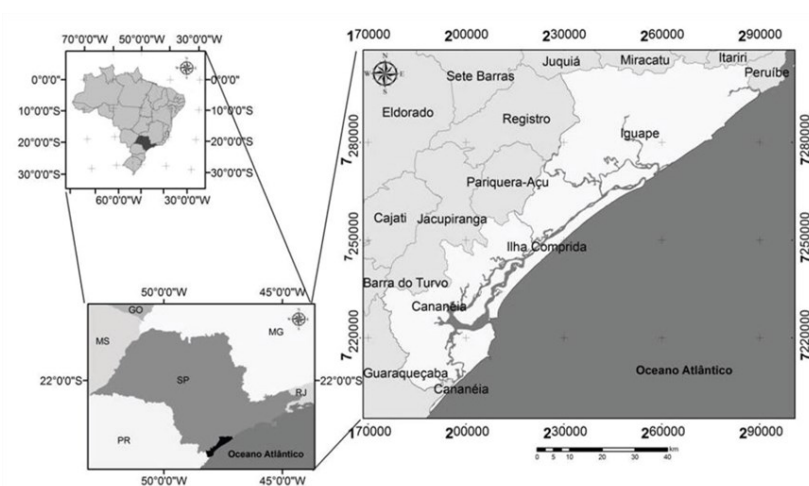 70°0'0"W 50°0'0"W 30°0'0"W
0°0'0" 0°0'0"
10°0'0"S 10°0'0"S
20°0'0"S 20°0'0"S
30°0'0"S 30°0'0"S
60°0'0"W 30°0'0"W
50°0'0"W 45°0'0"W
GO
MS
MG
SP
22°0'0"S 22°0'0"S
RJ
PR
Oceano Atlântico
50°0'0"W 45°0'0"W
170000 200000 230000 260000 290000
N
E
S
Juquiá
Miracatu
Itariri
Peruíbe
Sete Barras
Eldorado
Registro
Iguape
7280000 7280000
Pariquera-Açu
Cajati
Jacupiranga
Ilha Comprida
7250000 7250000
Barra do Turvo
Cananéia
7220000 7220000
Guaraqueçaba
Cananéia
Oceano Atlântico
170000 200000 230000 260000 290000
0 5 10 20 30 40 km